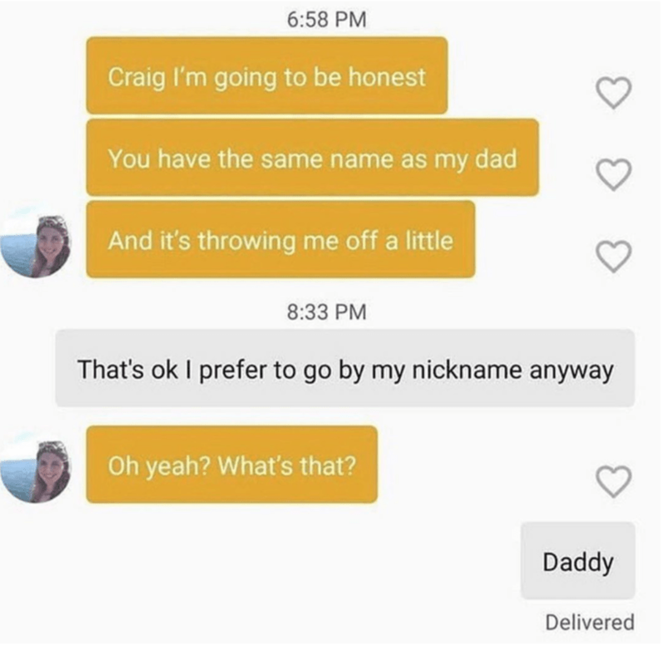 6:58 PM
Craig I'm going to be honest
You have the same name as my dad
And it's throwing me off a little
8:33 PM
That's ok I prefer to go by my nickname anyway
Oh yeah? What's that?
Daddy
Delivered